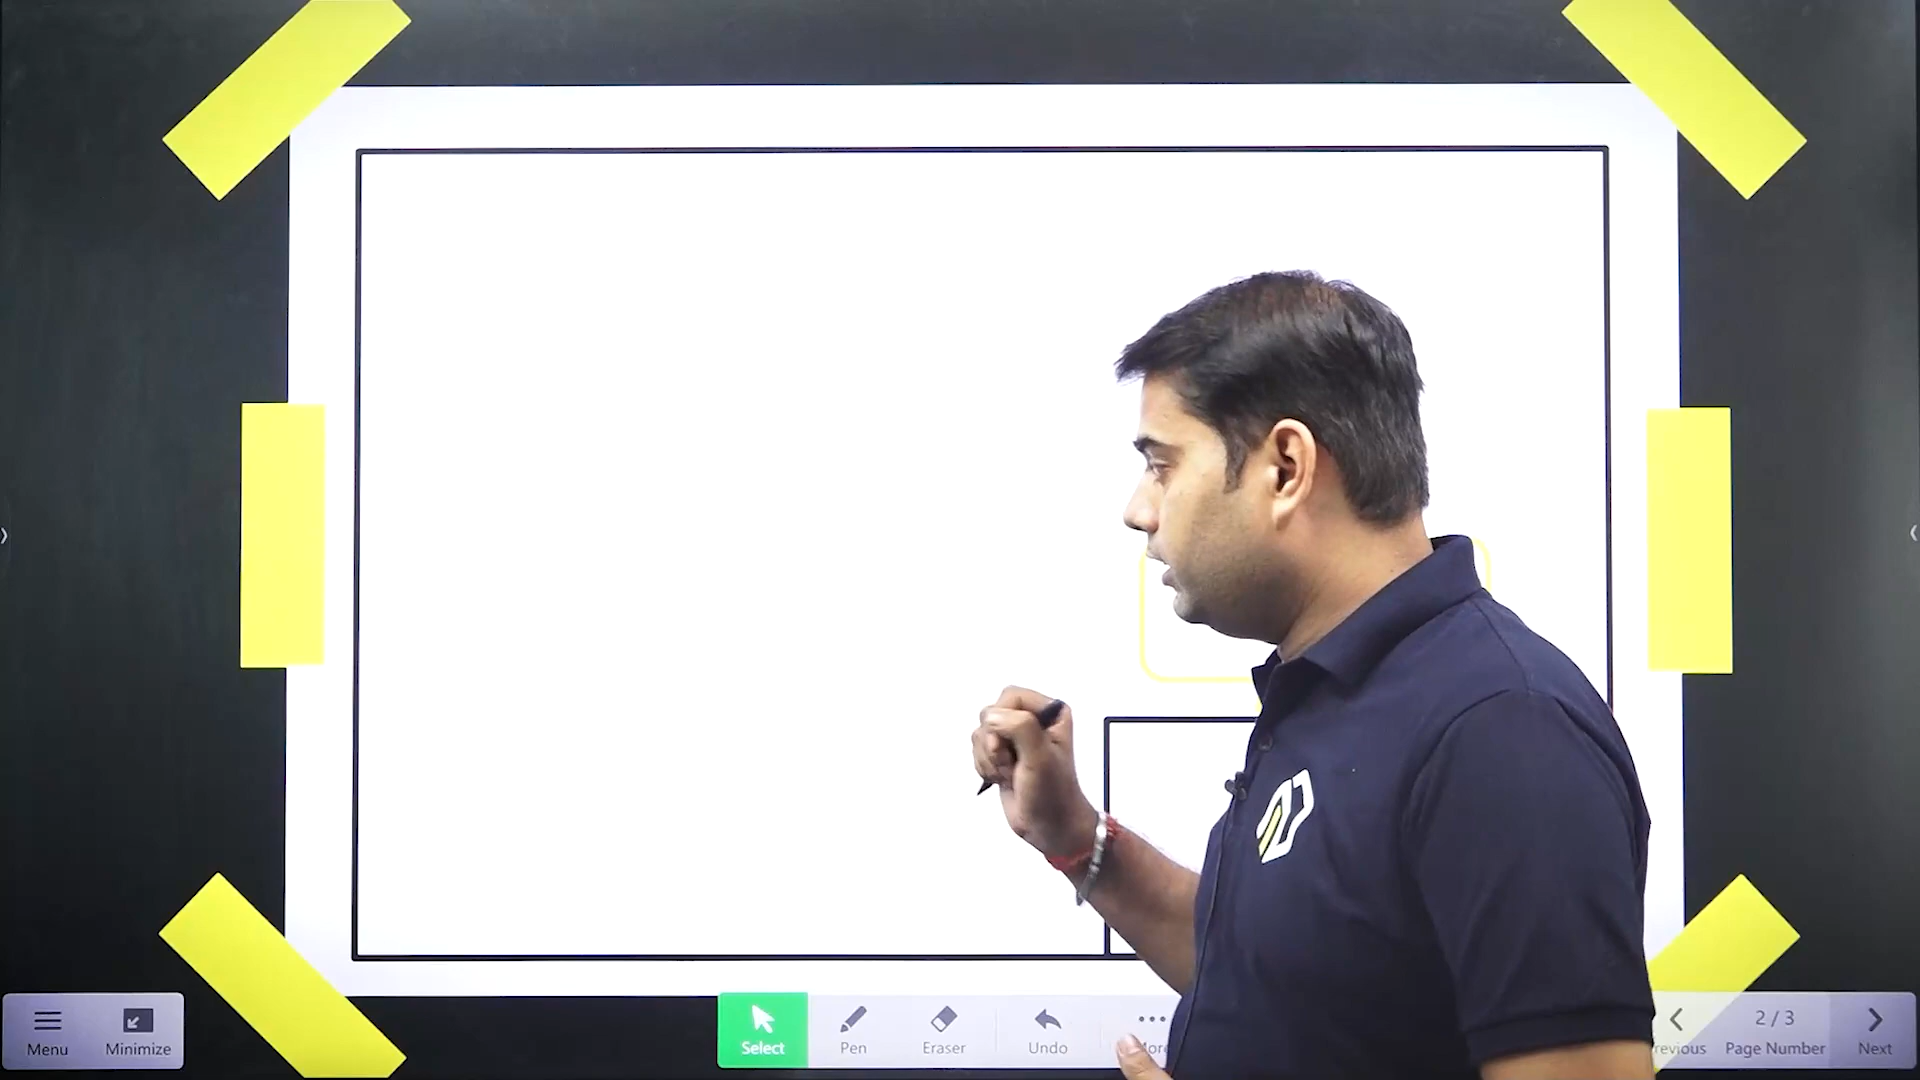 Menu
Minimize
Select
Pen
Eraser
Undo
2 / 3
Page Number
Next